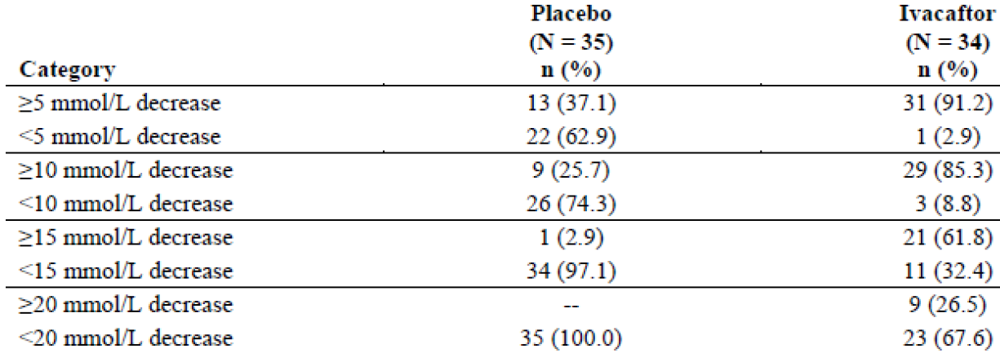 Placebo Ivacaftor
(N = 35) (N = 34)
Category n (%) n (%)
≥5 mmol/L decrease 13 (37.1) 31 (91.2)
<5 mmol/L decrease 22 (62.9) 1 (2.9)
≥10 mmol/L decrease 9 (25.7) 29 (85.3)
<10 mmol/L decrease 26 (74.3) 3 (8.8)
≥15 mmol/L decrease 1 (2.9) 21 (61.8)
<15 mmol/L decrease 34 (97.1) 11 (32.4)
≥20 mmol/L decrease -- 9 (26.5)
<20 mmol/L decrease 35 (100.0) 23 (67.6)